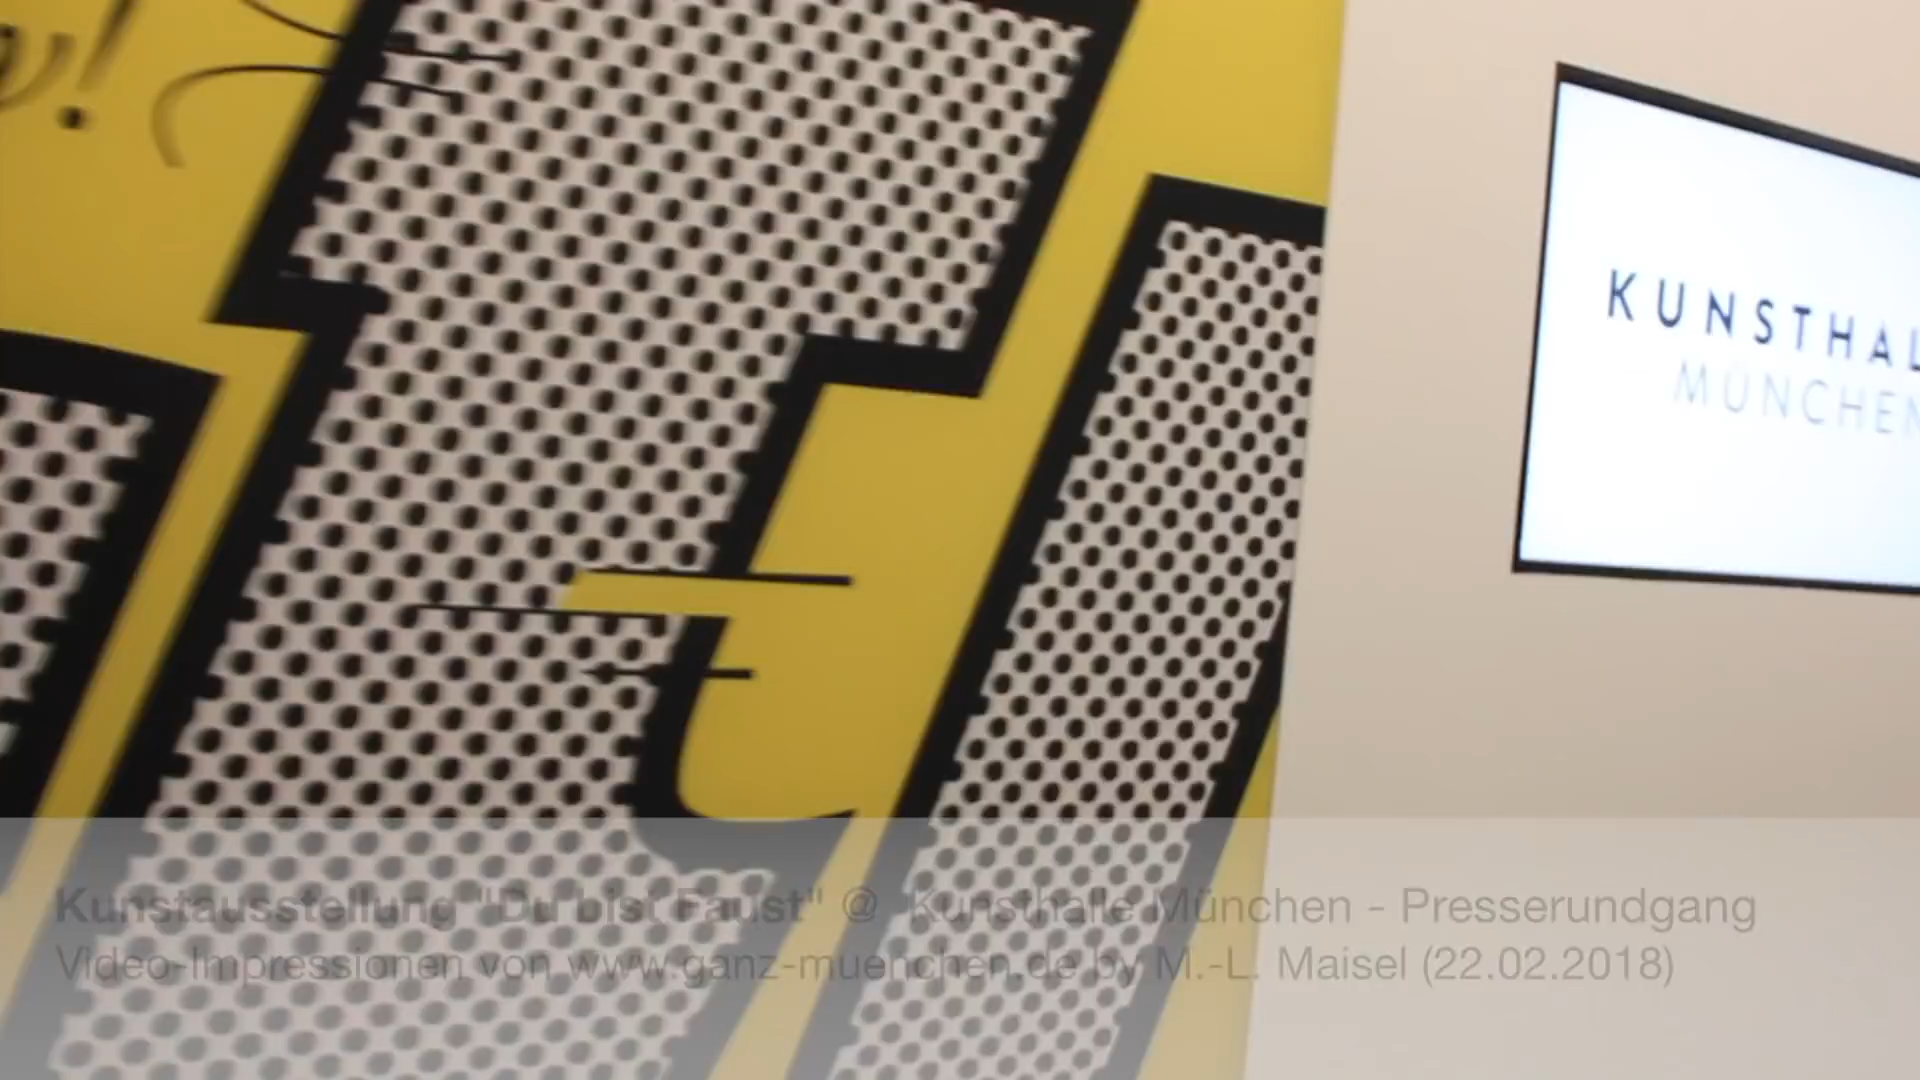 KUNSTHAL
MÜNCHEN
Kunstausstellung "Du bist Faust" @ Kunsthalle München - Presserundgang
Video-Impressionen von www.ganz-muenchen.de by M.-L. Maisel (22.02.2018)